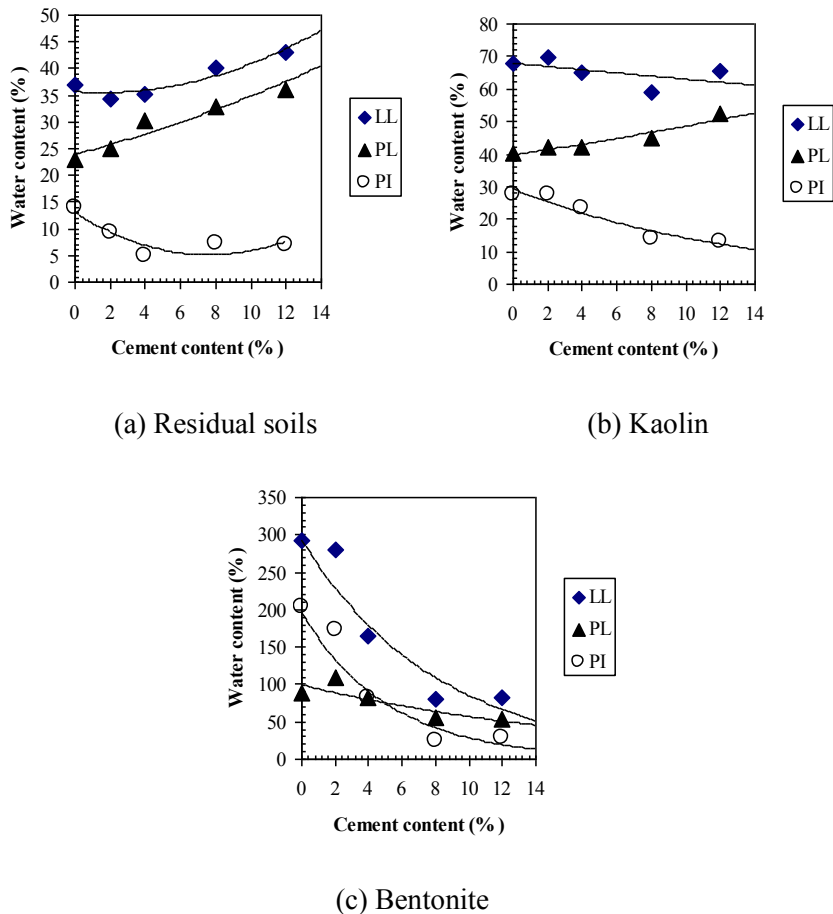 50
45
40
35
30
25
20
15
10
5
0
Water content (%)
0 2 4 6 8 10 12 14
Cement content (%)
LL
PL
PI
(a) Residual soils
80
70
60
50
40
30
20
10
0
Water content (%)
0 2 4 6 8 10 12 14
Cement content (%)
LL
PL
PI
(b) Kaolin
350
300
250
200
150
100
50
0
Water content (%)
0 2 4 6 8 10 12 14
Cement content (%)
LL
PL
PI
(c) Bentonite